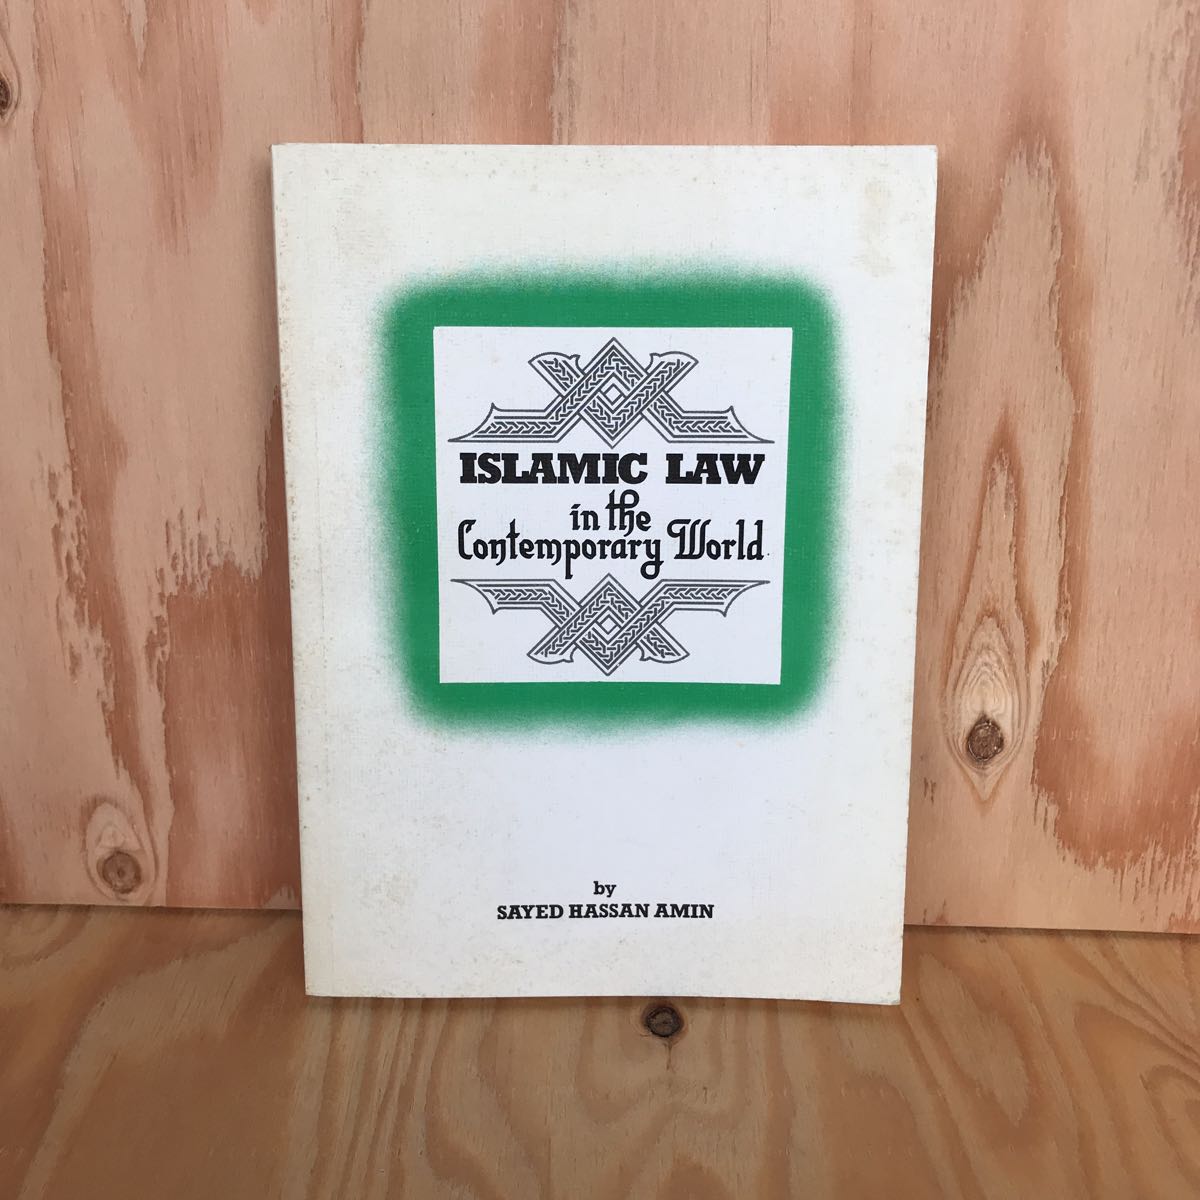 ISLAMIC LAW
in the
Contemporary World
by
SAYED HASSAN AMIN